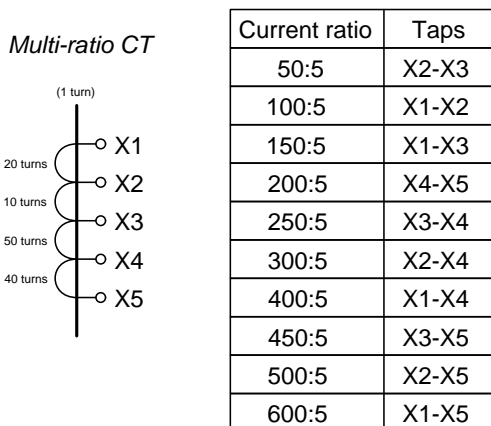 Multi-ratio CT
(1 turn)
X1
20 turns
X2
10 turns
X3
50 turns
X4
40 turns
X5
Current ratio Taps
50:5 X2-X3
100:5 X1-X2
150:5 X1-X3
200:5 X4-X5
250:5 X3-X4
300:5 X2-X4
400:5 X1-X4
450:5 X3-X5
500:5 X2-X5
600:5 X1-X5